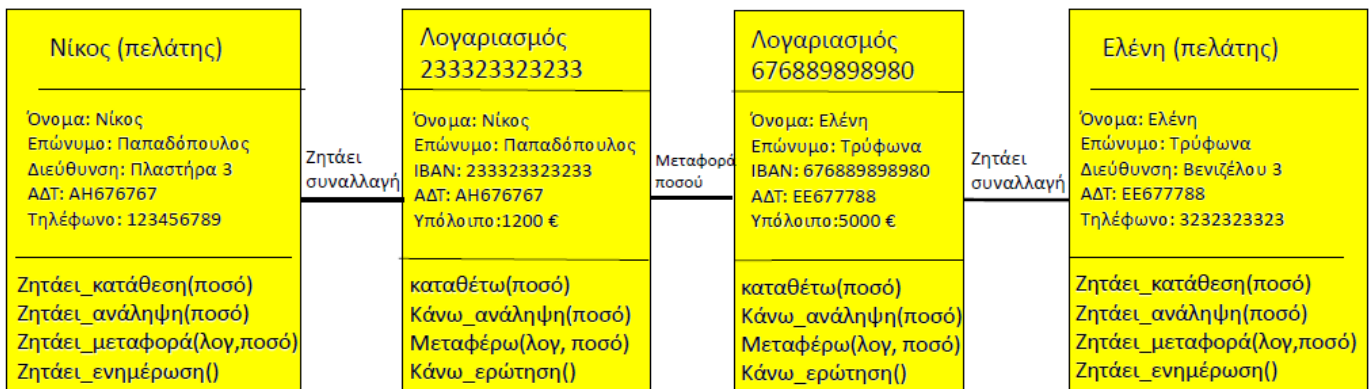 Νίκος (πελάτης)
Όνομα: Νίκος
Επώνυμο: Παπαδόπουλος
Διεύθυνση: Πλαστήρα 3
ΑΔΤ: ΑΗ676767
Τηλέφωνο: 123456789
Ζητάει_κατάθεση(ποσό)
Ζητάει_ανάληψη(ποσό)
Ζητάει_μεταφορά(λογ,ποσό)
Ζητάει_ενημέρωση()
Ζητάει
συναλλαγή
Λογαριασμός
233323323233
Όνομα: Νίκος
Επώνυμο: Παπαδόπουλος
IBAN: 233323323233
ΑΔΤ: ΑΗ676767
Υπόλοιπο:1200 €
καταθέτω(ποσό)
Κάνω_ανάληψη(ποσό)
Μεταφέρω(λογ, ποσό)
Κάνω_ερώτηση()
Μεταφορά
ποσού
Λογαριασμός
676889898980
Όνομα: Ελένη
Επώνυμο: Τρύφωνα
IBAN: 676889898980
ΑΔΤ: ΕΕ677788
Υπόλοιπο:5000 €
καταθέτω(ποσό)
Κάνω_ανάληψη(ποσό)
Μεταφέρω(λογ, ποσό)
Κάνω_ερώτηση()
Ζητάει
συναλλαγή
Ελένη (πελάτης)
Όνομα: Ελένη
Επώνυμο: Τρύφωνα
Διεύθυνση: Βενιζέλου 3
ΑΔΤ: ΕΕ677788
Τηλέφωνο: 3232323323
Ζητάει_κατάθεση(ποσό)
Ζητάει_ανάληψη(ποσό)
Ζητάει_μεταφορά(λογ,ποσό)
Ζητάει_ενημέρωση()